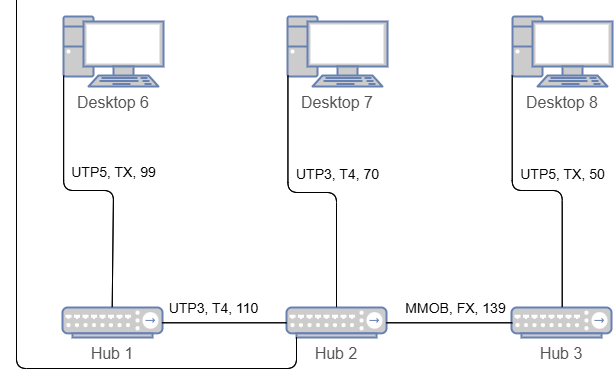 Desktop 6
Desktop 7
Desktop 8
UTP5, TX, 99
UTP3, T4, 70
UTP5, TX, 50
UTP3, T4, 110
MMOB, FX, 139
Hub 1
Hub 2
Hub 3